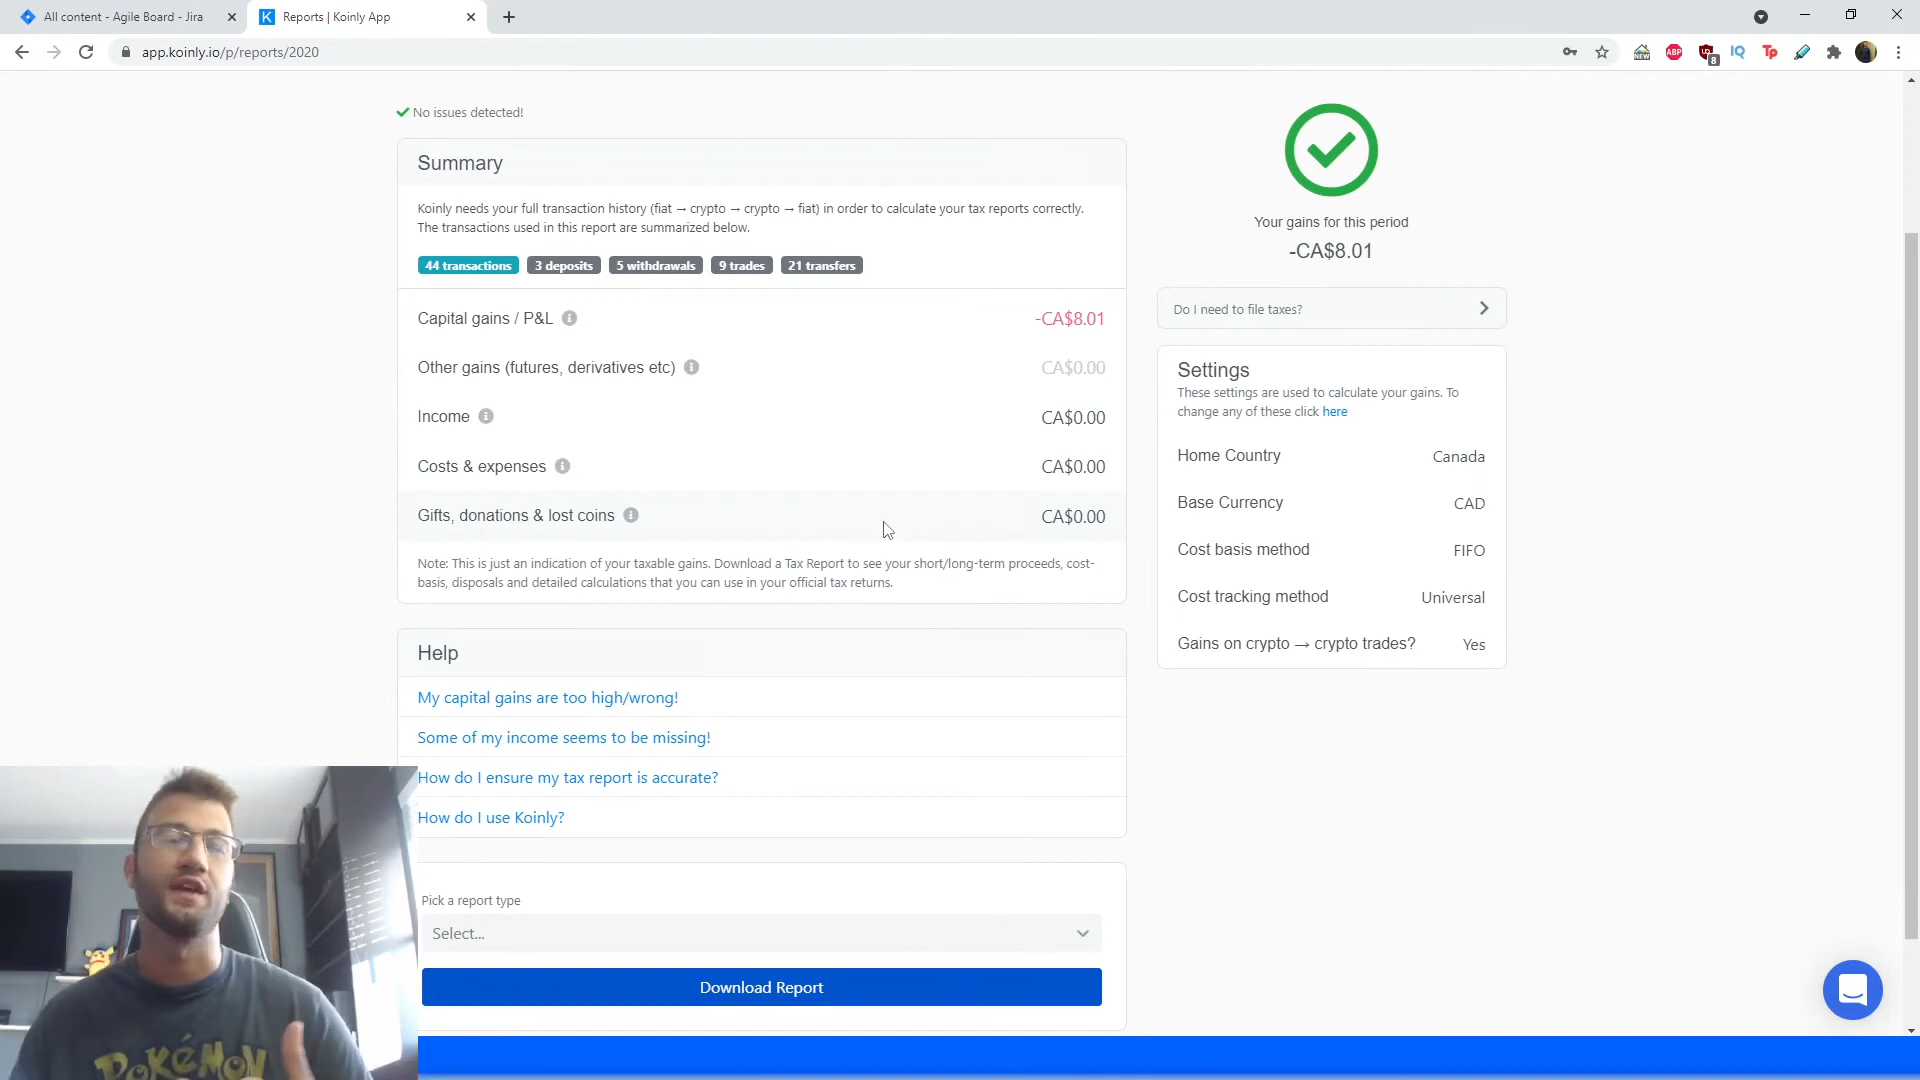 All content - Agile Board - Jira
Reports | Koinly App
app.koinly.io/p/reports/2020
NEW
ABP
8
IQ
Tp
No issues detected!
Summary
Koinly needs your full transaction history (fiat → crypto → crypto → fiat) in order to calculate your tax reports correctly.
The transactions used in this report are summarized below.
44 transactions 3 deposits 5 withdrawals 9 trades 21 transfers
Capital gains / P&L -CA$8.01
Other gains (futures, derivatives etc) CA$0.00
Income CA$0.00
Costs & expenses CA$0.00
Gifts, donations & lost coins CA$0.00
Note: This is just an indication of your taxable gains. Download a Tax Report to see your short/long-term proceeds, cost-
basis, disposals and detailed calculations that you can use in your official tax returns.
Help
My capital gains are too high/wrong!
Some of my income seems to be missing!
How do I ensure my tax report is accurate?
How do I use Koinly?
Pick a report type
Select...
Download Report
Your gains for this period
-CA$8.01
Do I need to file taxes?
Settings
These settings are used to calculate your gains. To
change any of these click here
Home Country Canada
Base Currency CAD
Cost basis method FIFO
Cost tracking method Universal
Gains on crypto → crypto trades? Yes
POKÉMON